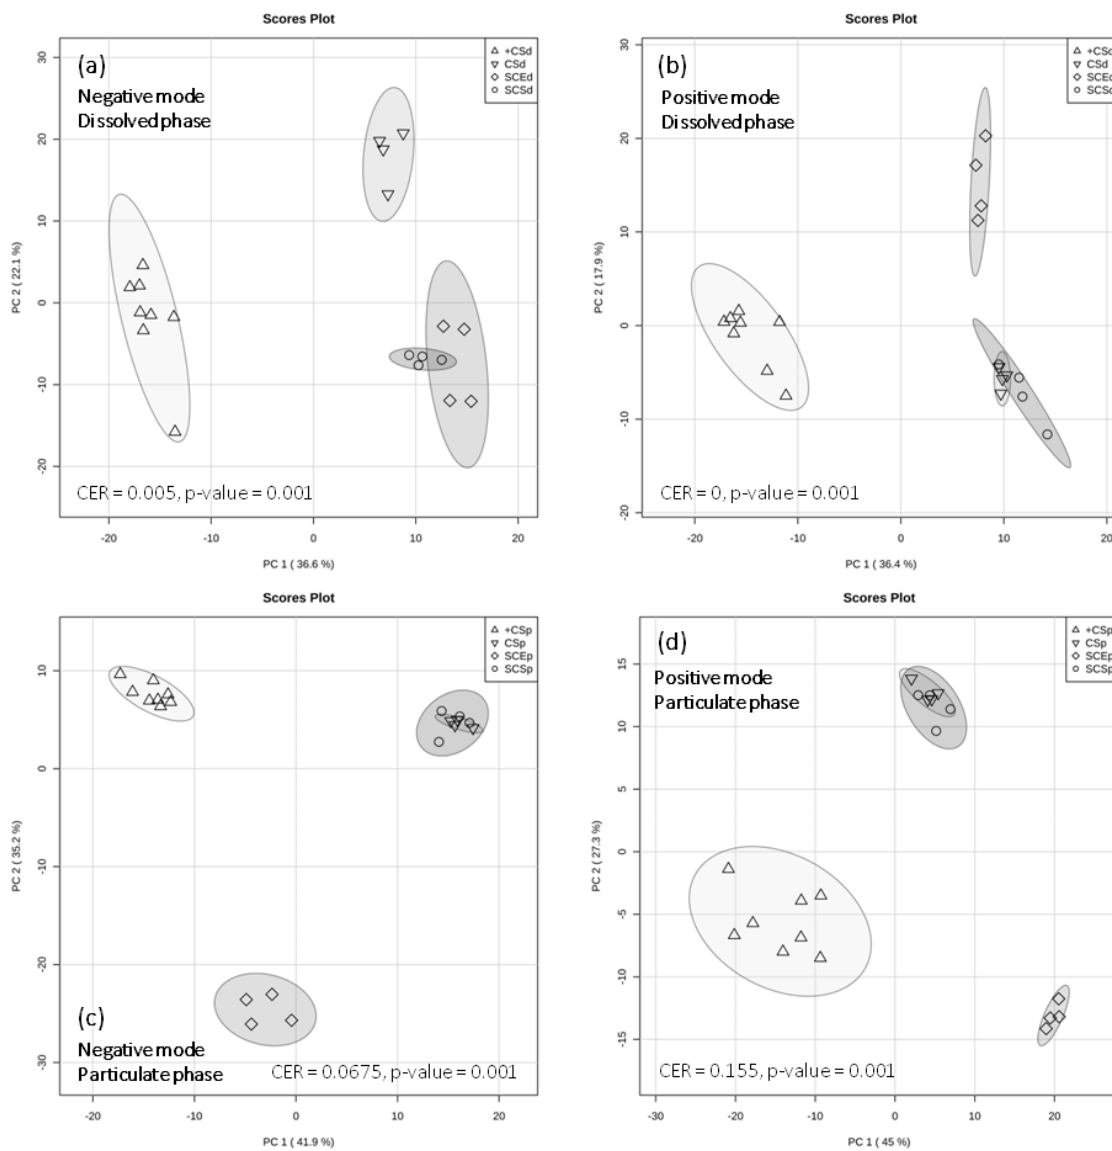 Scores Plot
(a)
Negative mode
Dissolved phase
+CSd
CSd
SCEd
SCSd
30
20
10
0
-10
-20
PC 2 ( 22.1 %)
CER = 0.005, p-value = 0.001
-20 -10 0 10 20
PC 1 ( 36.6 %)
Scores Plot
(b)
Positive mode
Dissolved phase
+CSd
CSd
SCEd
SCSd
30
20
10
0
-10
-20
PC 2 ( 17.9 %)
CER = 0, p-value = 0.001
-20 -10 0 10 20
PC 1 ( 36.4 %)
Scores Plot
+CSp
CSp
SCEp
SCSp
10
0
-10
-20
-30
PC 2 ( 35.2 %)
(c)
Negative mode
Particulate phase
CER = 0.0675, p-value = 0.001
-20 -10 0 10 20
PC 1 ( 41.9 %)
Scores Plot
(d)
Positive mode
Particulate phase
+CSp
CSp
SCEp
SCSp
15
10
5
0
-5
-10
-15
PC 2 ( 27.3 %)
CER = 0.155, p-value = 0.001
-30 -20 -10 0 10 20
PC 1 ( 45 %)